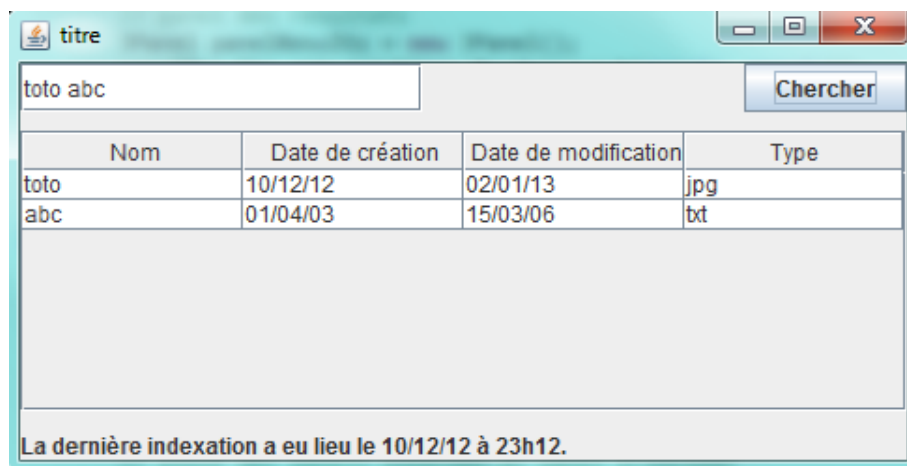 titre
toto abc Chercher
Nom Date de création Date de modification Type
toto 10/12/12 02/01/13 jpg
abc 01/04/03 15/03/06 txt
La dernière indexation a eu lieu le 10/12/12 à 23h12.